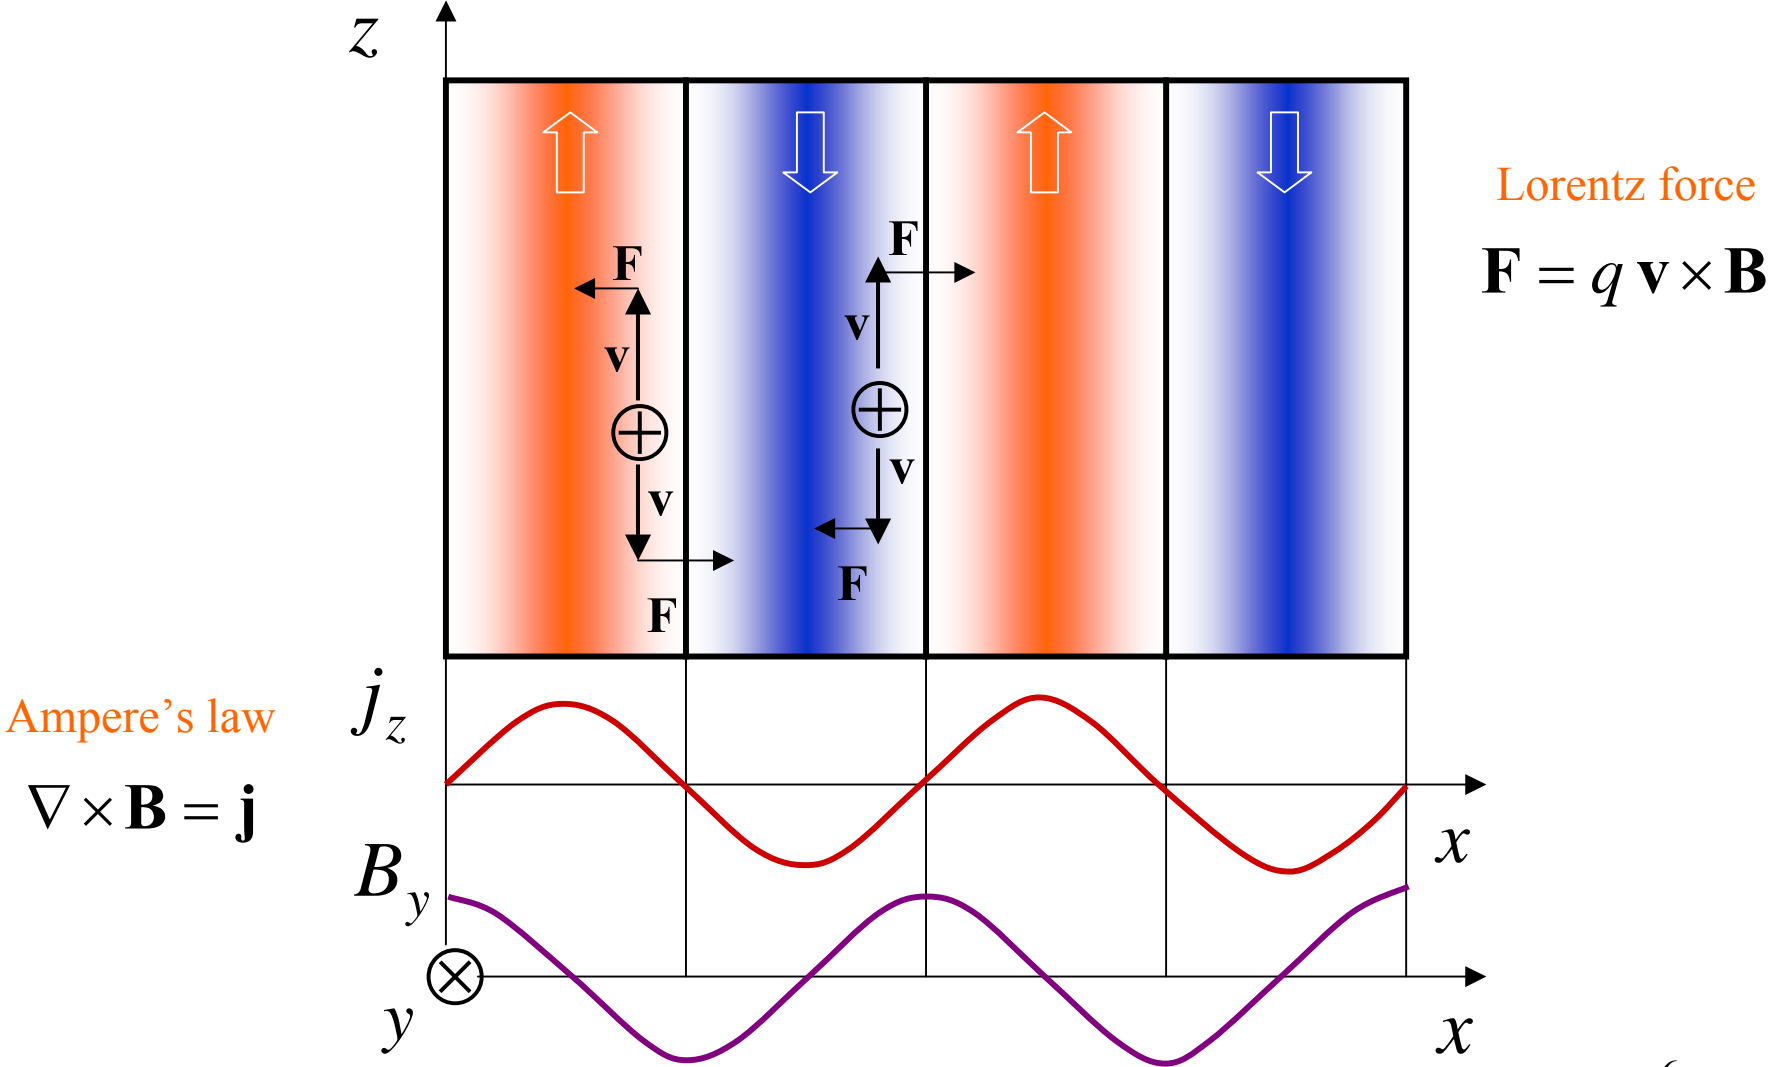 z
Lorentz force
F = q v × B
F
F
v
v
v
v
F
F
j_z
Ampere’s law
∇ × B = j
x
B_y
y
x